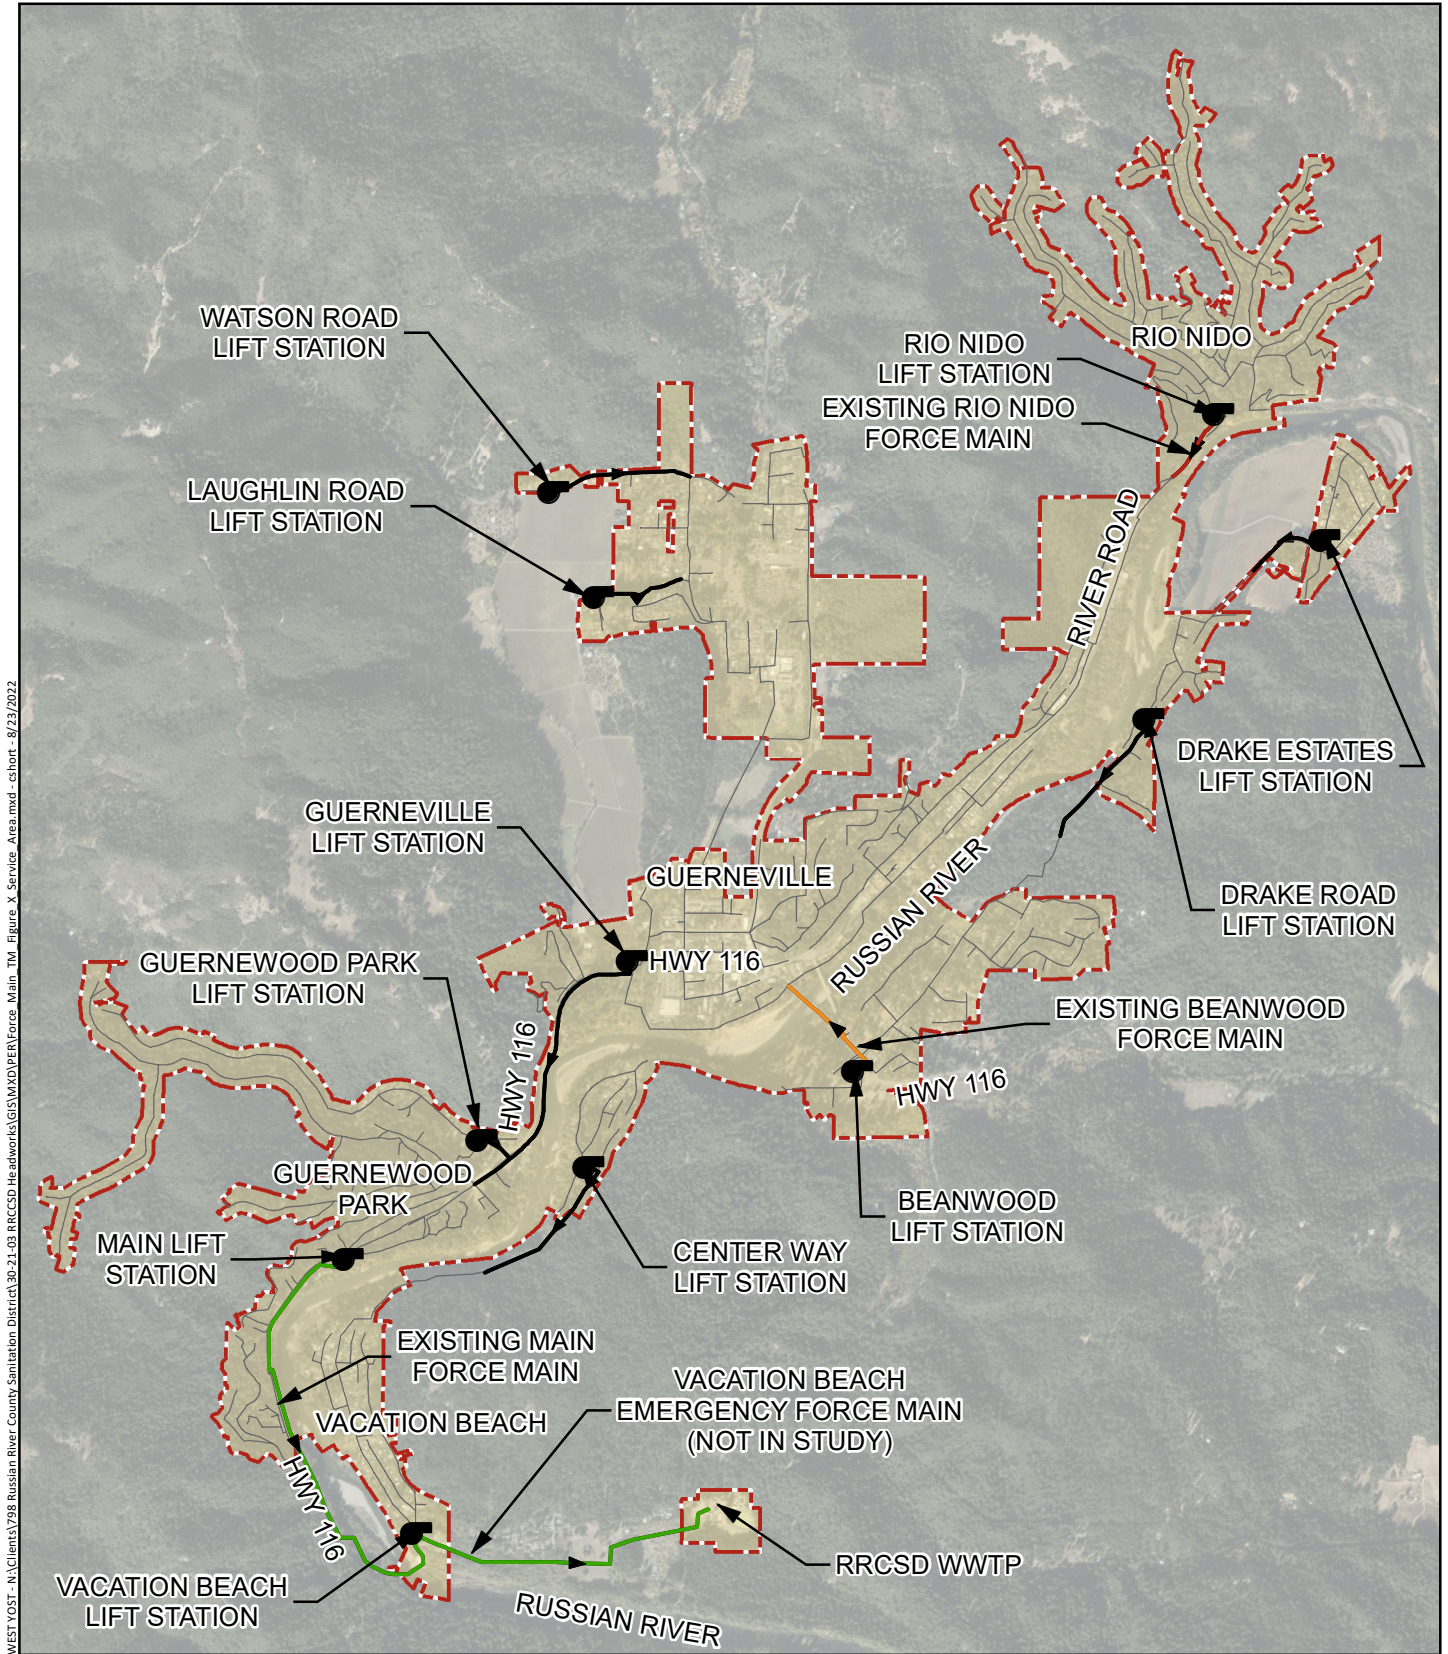 WATSON ROAD
LIFT STATION
RIO NIDO
RIO NIDO
LIFT STATION
EXISTING RIO NIDO
FORCE MAIN
LAUGHLIN ROAD
LIFT STATION
RIVER ROAD
DRAKE ESTATES
LIFT STATION
GUERNEVILLE
LIFT STATION
GUERNEVILLE
RUSSIAN RIVER
DRAKE ROAD
LIFT STATION
GUERNEWOOD PARK
LIFT STATION
HWY 116
EXISTING BEANWOOD
FORCE MAIN
HWY 116
HWY 116
GUERNEWOOD
PARK
BEANWOOD
LIFT STATION
MAIN LIFT
STATION
CENTER WAY
LIFT STATION
EXISTING MAIN
FORCE MAIN
VACATION BEACH
EMERGENCY FORCE MAIN
(NOT IN STUDY)
VACATION BEACH
HWY 116
RRCSD WWTP
VACATION BEACH
LIFT STATION
RUSSIAN RIVER
WEST YOST - N:\Clients\798 Russian River County Sanitation District\30-21-03 RRCCSD Headworks\GIS\MXD\PER\Force_Main_TM_Figure_X_Service_Area.mxd - cshort - 8/23/2022